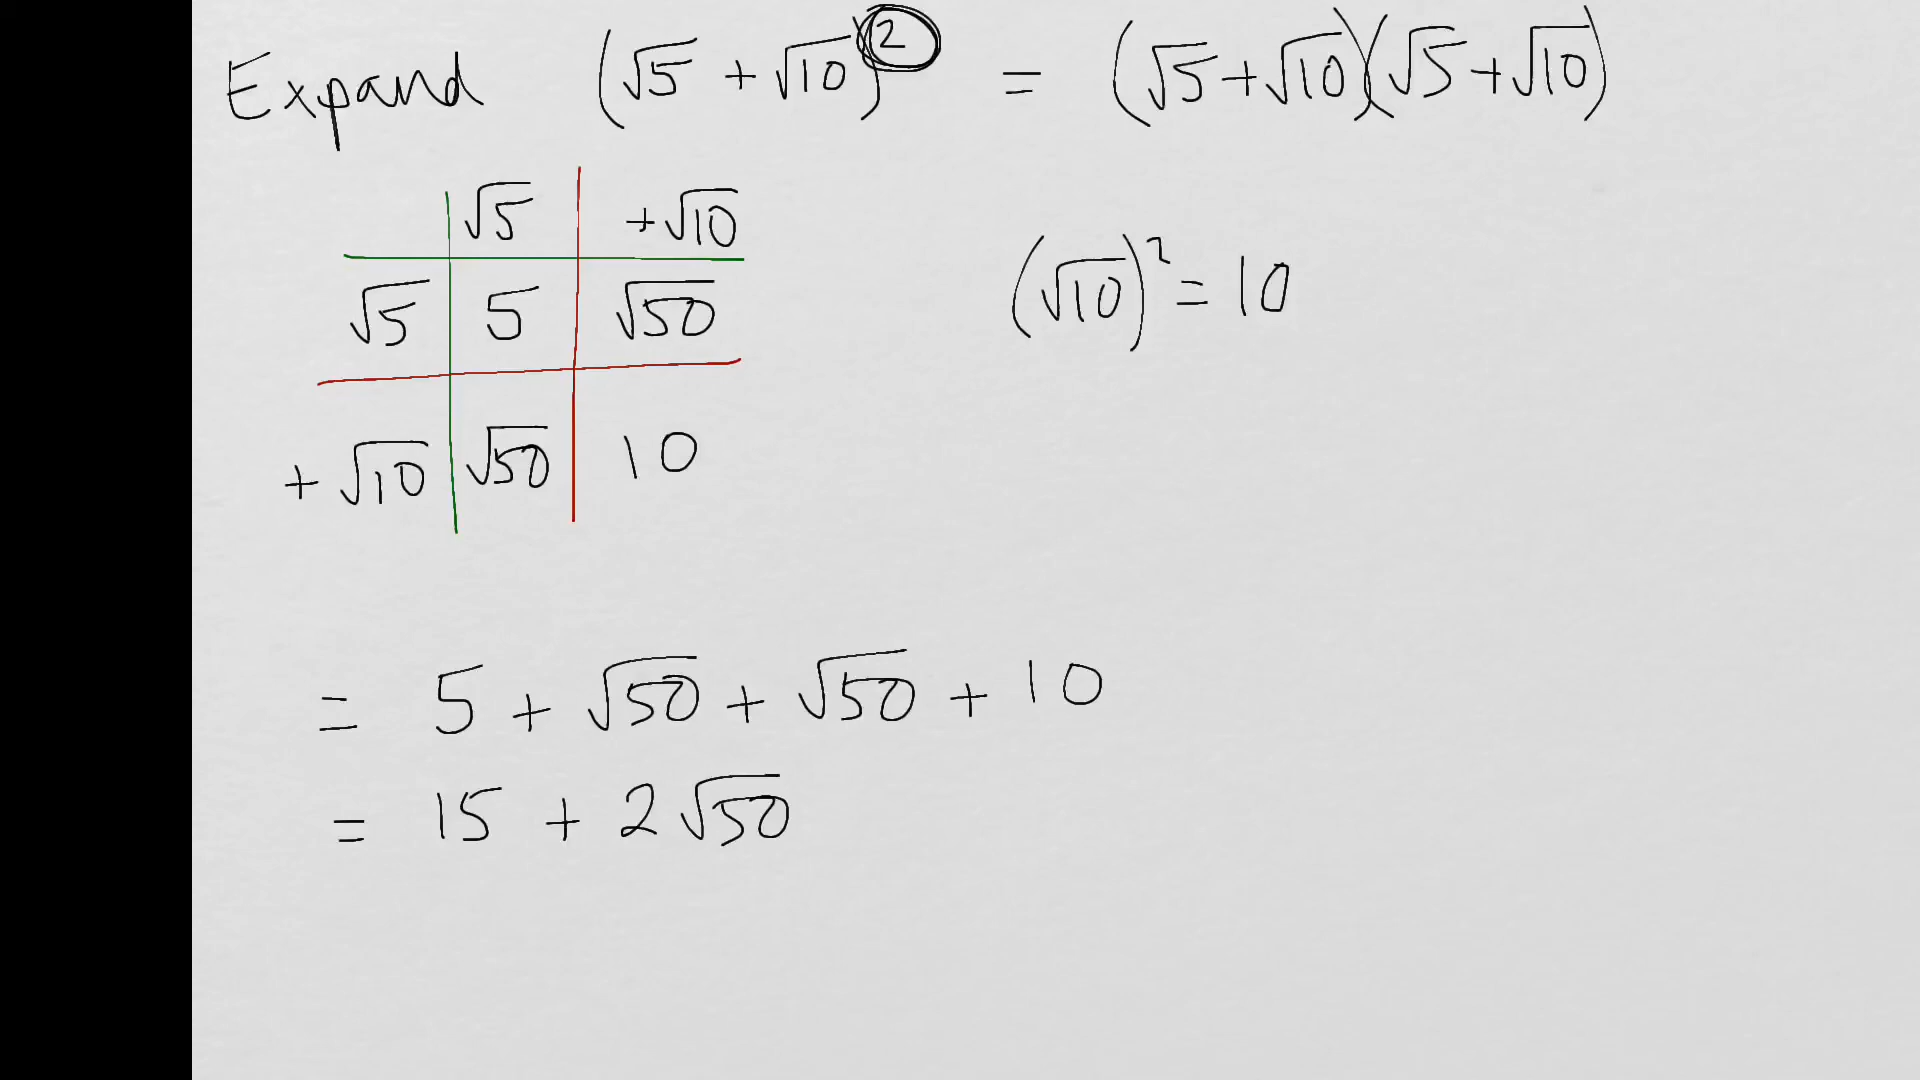 Expand (√5 + √10)² = (√5 + √10)(√5 + √10)
√5 +√10
√5 5 √50
+ √10 √50 10
(√10)² = 10
= 5 + √50 + √50 + 10
= 15 + 2√50